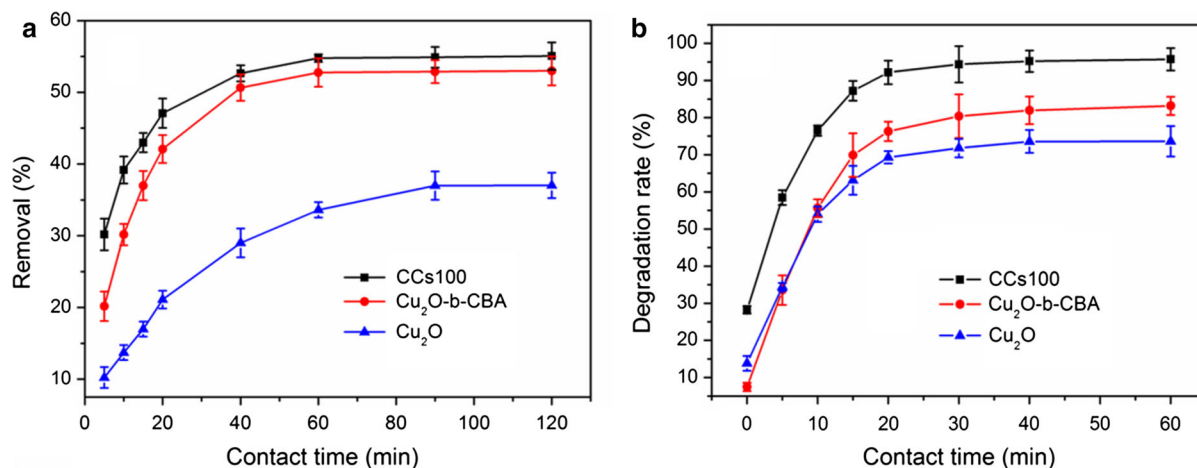 a
60
50
40
30
20
10
Removal (%)
CCs100
Cu₂O-b-CBA
Cu₂O
0 20 40 60 80 100 120
Contact time (min)
b
100
90
80
70
60
50
40
30
20
10
Degradation rate (%)
CCs100
Cu₂O-b-CBA
Cu₂O
0 10 20 30 40 50 60
Contact time (min)